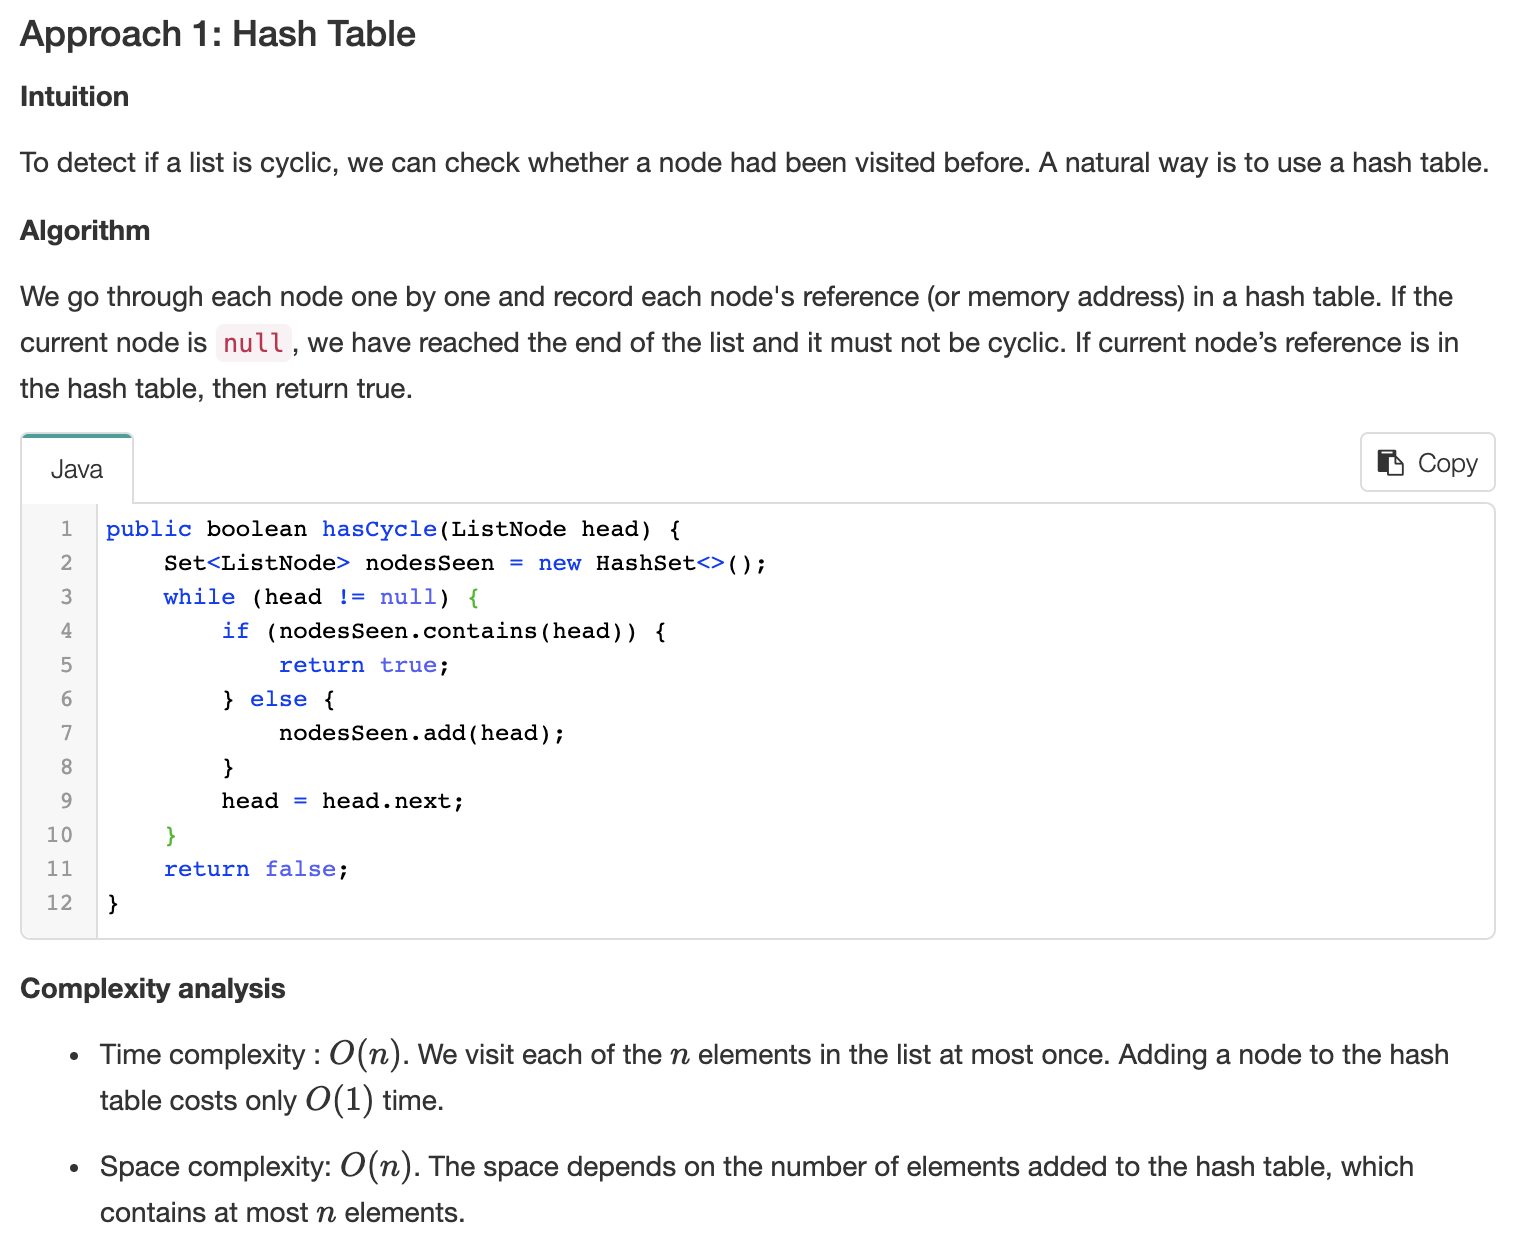 Approach 1: Hash Table
Intuition
To detect if a list is cyclic, we can check whether a node had been visited before. A natural way is to use a hash table.
Algorithm
We go through each node one by one and record each node's reference (or memory address) in a hash table. If the
current node is null, we have reached the end of the list and it must not be cyclic. If current node’s reference is in
the hash table, then return true.
Java
Copy
1 public boolean hasCycle(ListNode head) {
2     Set<ListNode> nodesSeen = new HashSet<>();
3     while (head != null) {
4         if (nodesSeen.contains(head)) {
5             return true;
6         } else {
7             nodesSeen.add(head);
8         }
9         head = head.next;
10     }
11     return false;
12 }
Complexity analysis
• Time complexity : O(n). We visit each of the n elements in the list at most once. Adding a node to the hash
table costs only O(1) time.
• Space complexity: O(n). The space depends on the number of elements added to the hash table, which
contains at most n elements.